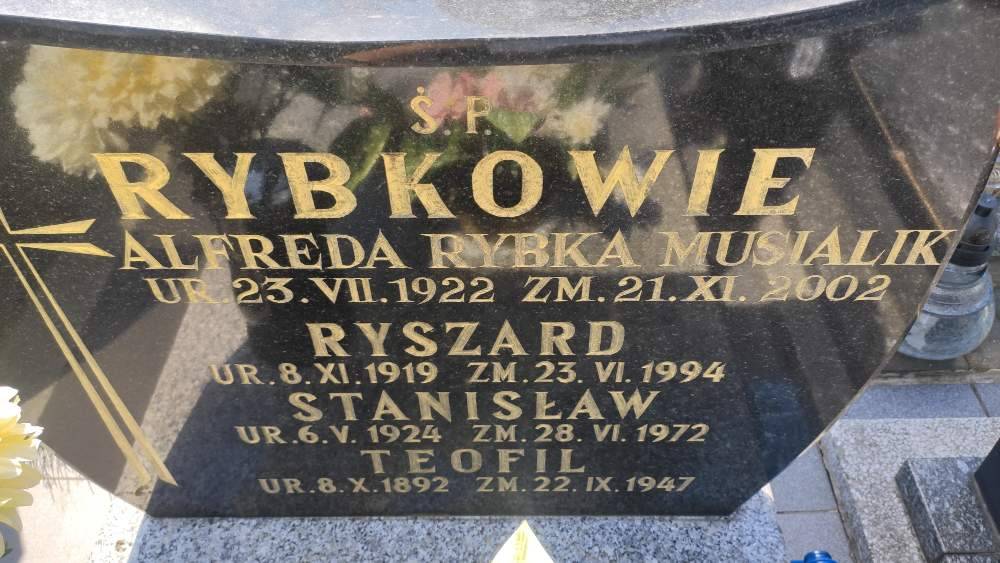 Ś.P.
RYBKOWIE
ALFREDA RYBKA MUSIALIK
UR. 23. VII. 1922 ZM. 21. XI. 2002
RYSZARD
UR. 8. XI. 1919 ZM. 23. VI. 1994
STANISŁAW
UR. 6. V. 1924 ZM. 28. VI. 1972
TEOFIL
UR. 8. X. 1892 ZM. 22. IX. 1947